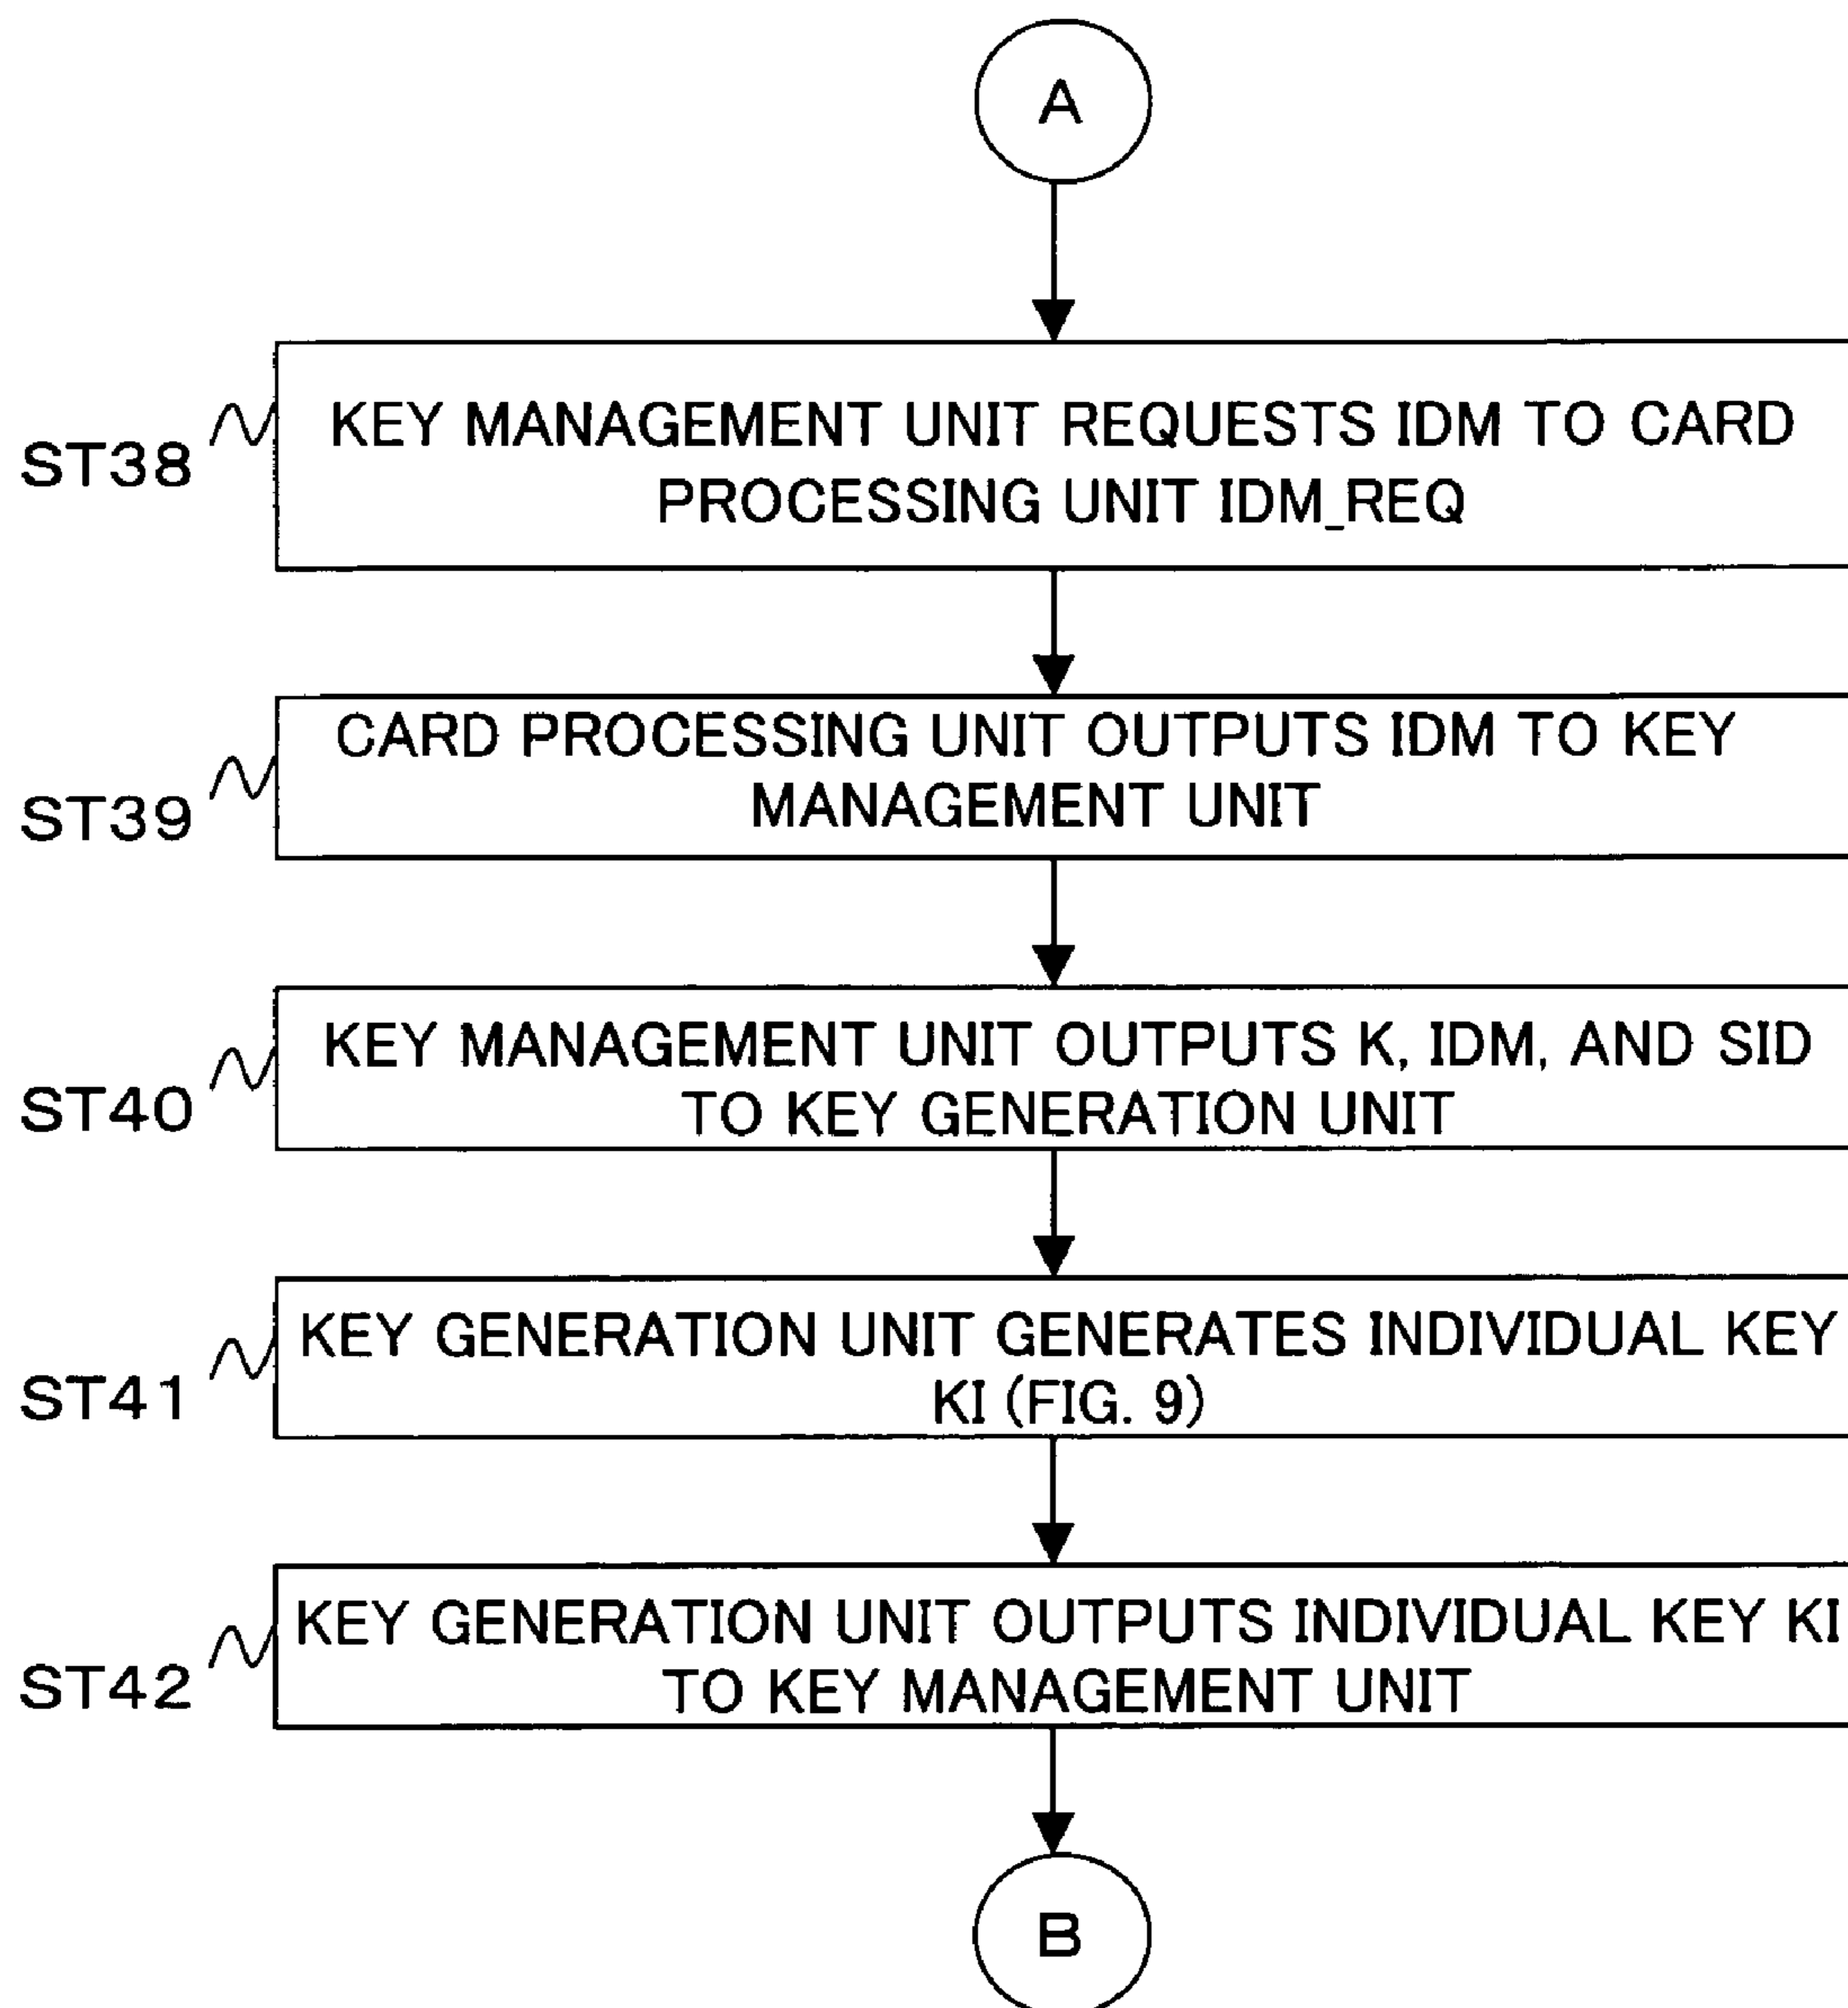 A
ST38
KEY MANAGEMENT UNIT REQUESTS IDM TO CARD
PROCESSING UNIT IDM_REQ
ST39
CARD PROCESSING UNIT OUTPUTS IDM TO KEY
MANAGEMENT UNIT
ST40
KEY MANAGEMENT UNIT OUTPUTS K, IDM, AND SID
TO KEY GENERATION UNIT
ST41
KEY GENERATION UNIT GENERATES INDIVIDUAL KEY
KI (FIG. 9)
ST42
KEY GENERATION UNIT OUTPUTS INDIVIDUAL KEY KI
TO KEY MANAGEMENT UNIT
B